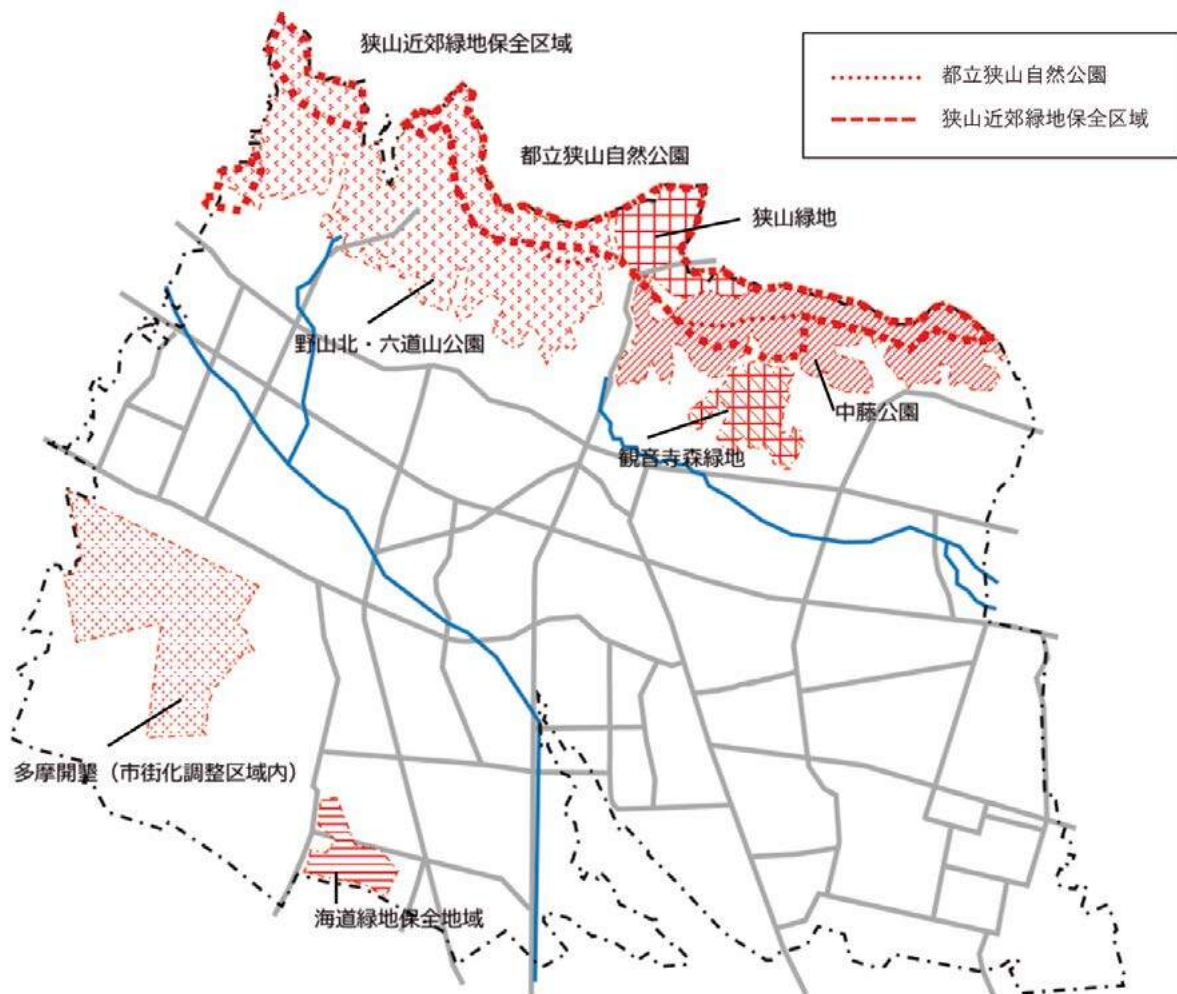 狭山近郊緑地保全区域
都立狭山自然公園
狭山近郊緑地保全区域
都立狭山自然公園
狭山緑地
野山北・六道山公園
中藤公園
観音寺森緑地
多摩開墾（市街化調整区域内）
海道緑地保全地域